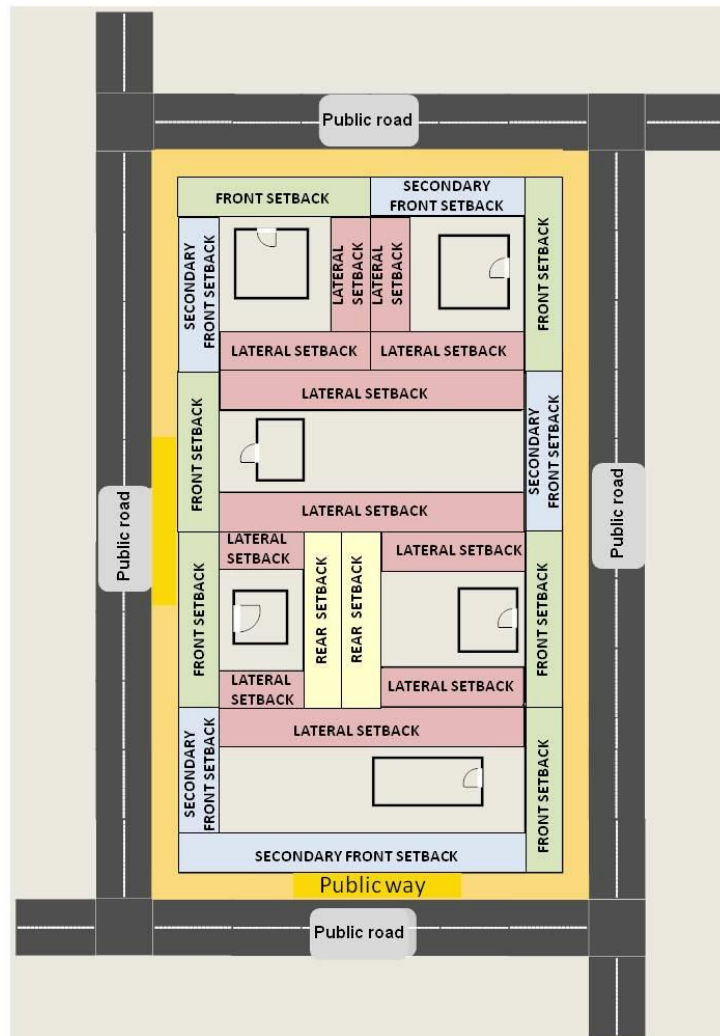 Public road
FRONT SETBACK
SECONDARY
FRONT SETBACK
SECONDARY
FRONT SETBACK
LATERAL
SETBACK
LATERAL
SETBACK
FRONT SETBACK
LATERAL SETBACK
LATERAL SETBACK
LATERAL SETBACK
FRONT SETBACK
SECONDARY
FRONT SETBACK
Public road
Public road
LATERAL SETBACK
LATERAL
SETBACK
REAR SETBACK
REAR SETBACK
LATERAL SETBACK
FRONT SETBACK
FRONT SETBACK
LATERAL
SETBACK
LATERAL SETBACK
LATERAL SETBACK
SECONDARY
FRONT SETBACK
FRONT SETBACK
SECONDARY FRONT SETBACK
Public way
Public road